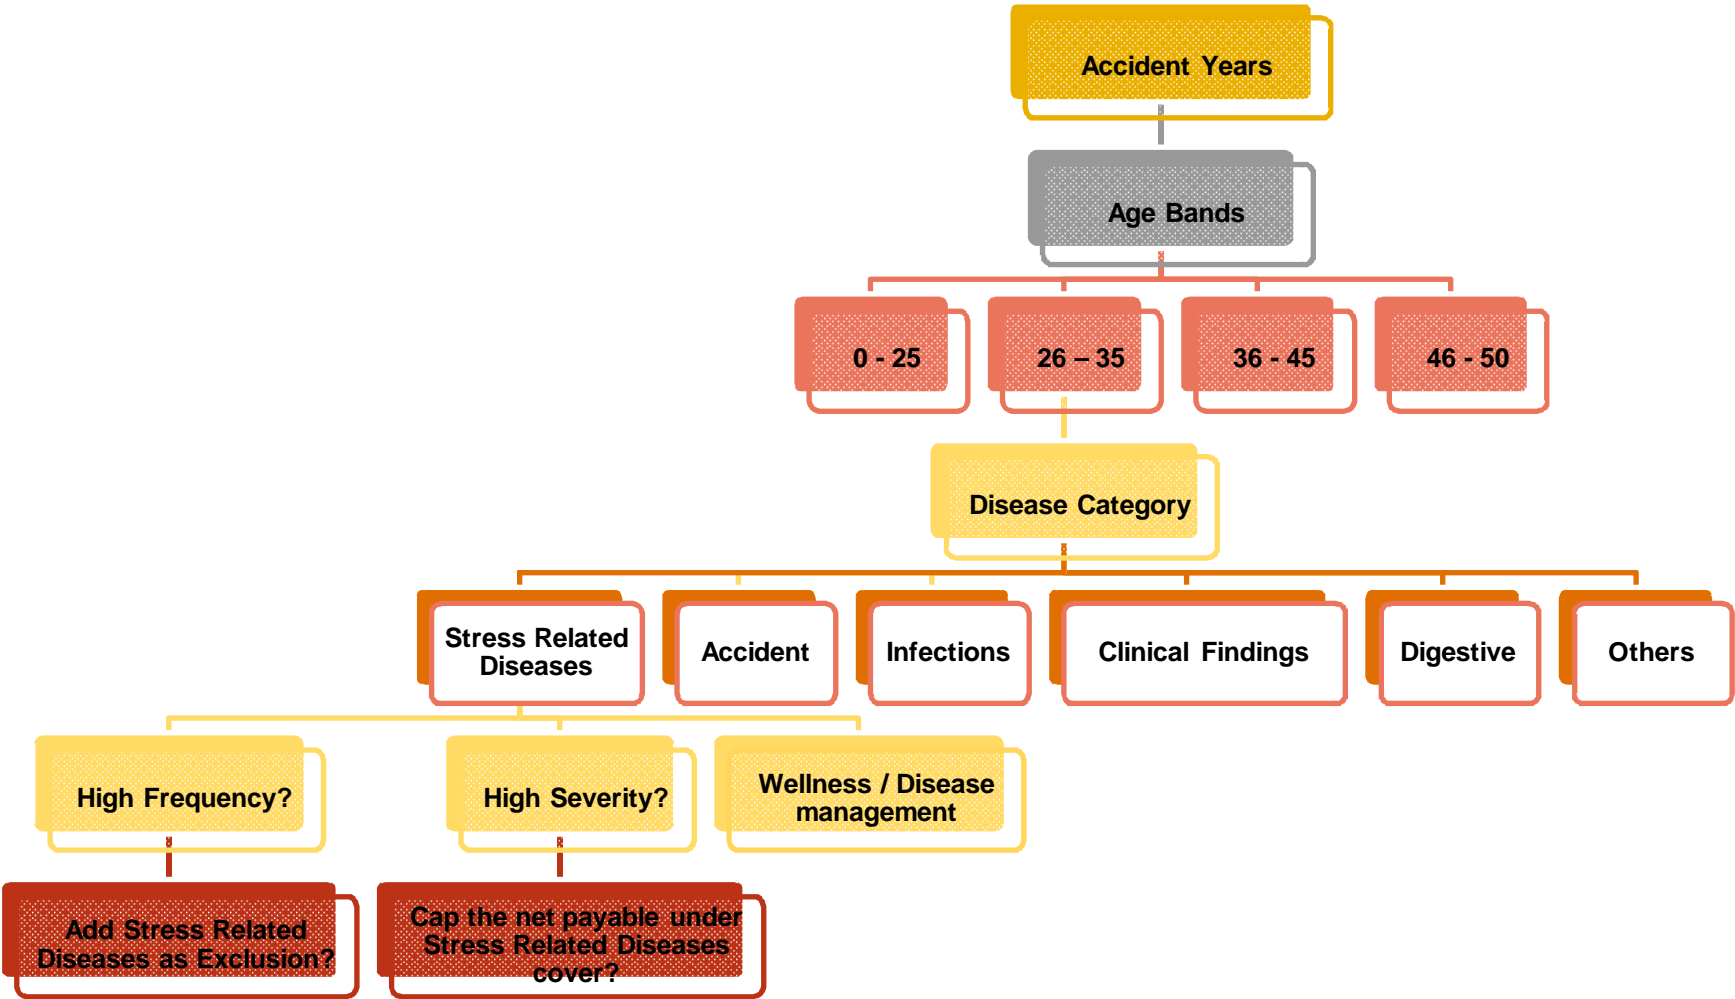 Accident Years
Age Bands
0 - 25
26 – 35
36 - 45
46 - 50
Disease Category
Stress Related
Diseases
Accident
Infections
Clinical Findings
Digestive
Others
High Frequency?
High Severity?
Wellness / Disease
management
Add Stress Related
Diseases as Exclusion?
Cap the net payable under
Stress Related Diseases
cover?